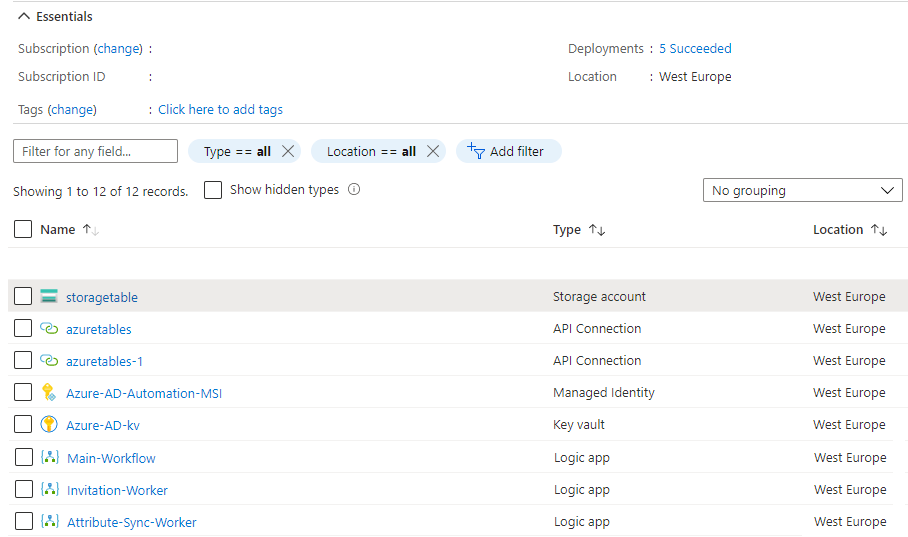 Essentials
Subscription (change) :
Deployments : 5 Succeeded
Subscription ID :
Location : West Europe
Tags (change) : Click here to add tags
Filter for any field... Type == all Location == all Add filter
Showing 1 to 12 of 12 records. Show hidden types No grouping
Name Type Location
storagetable Storage account West Europe
azuretables API Connection West Europe
azuretables-1 API Connection West Europe
Azure-AD-Automation-MSI Managed Identity West Europe
Azure-AD-kv Key vault West Europe
Main-Workflow Logic app West Europe
Invitation-Worker Logic app West Europe
Attribute-Sync-Worker Logic app West Europe